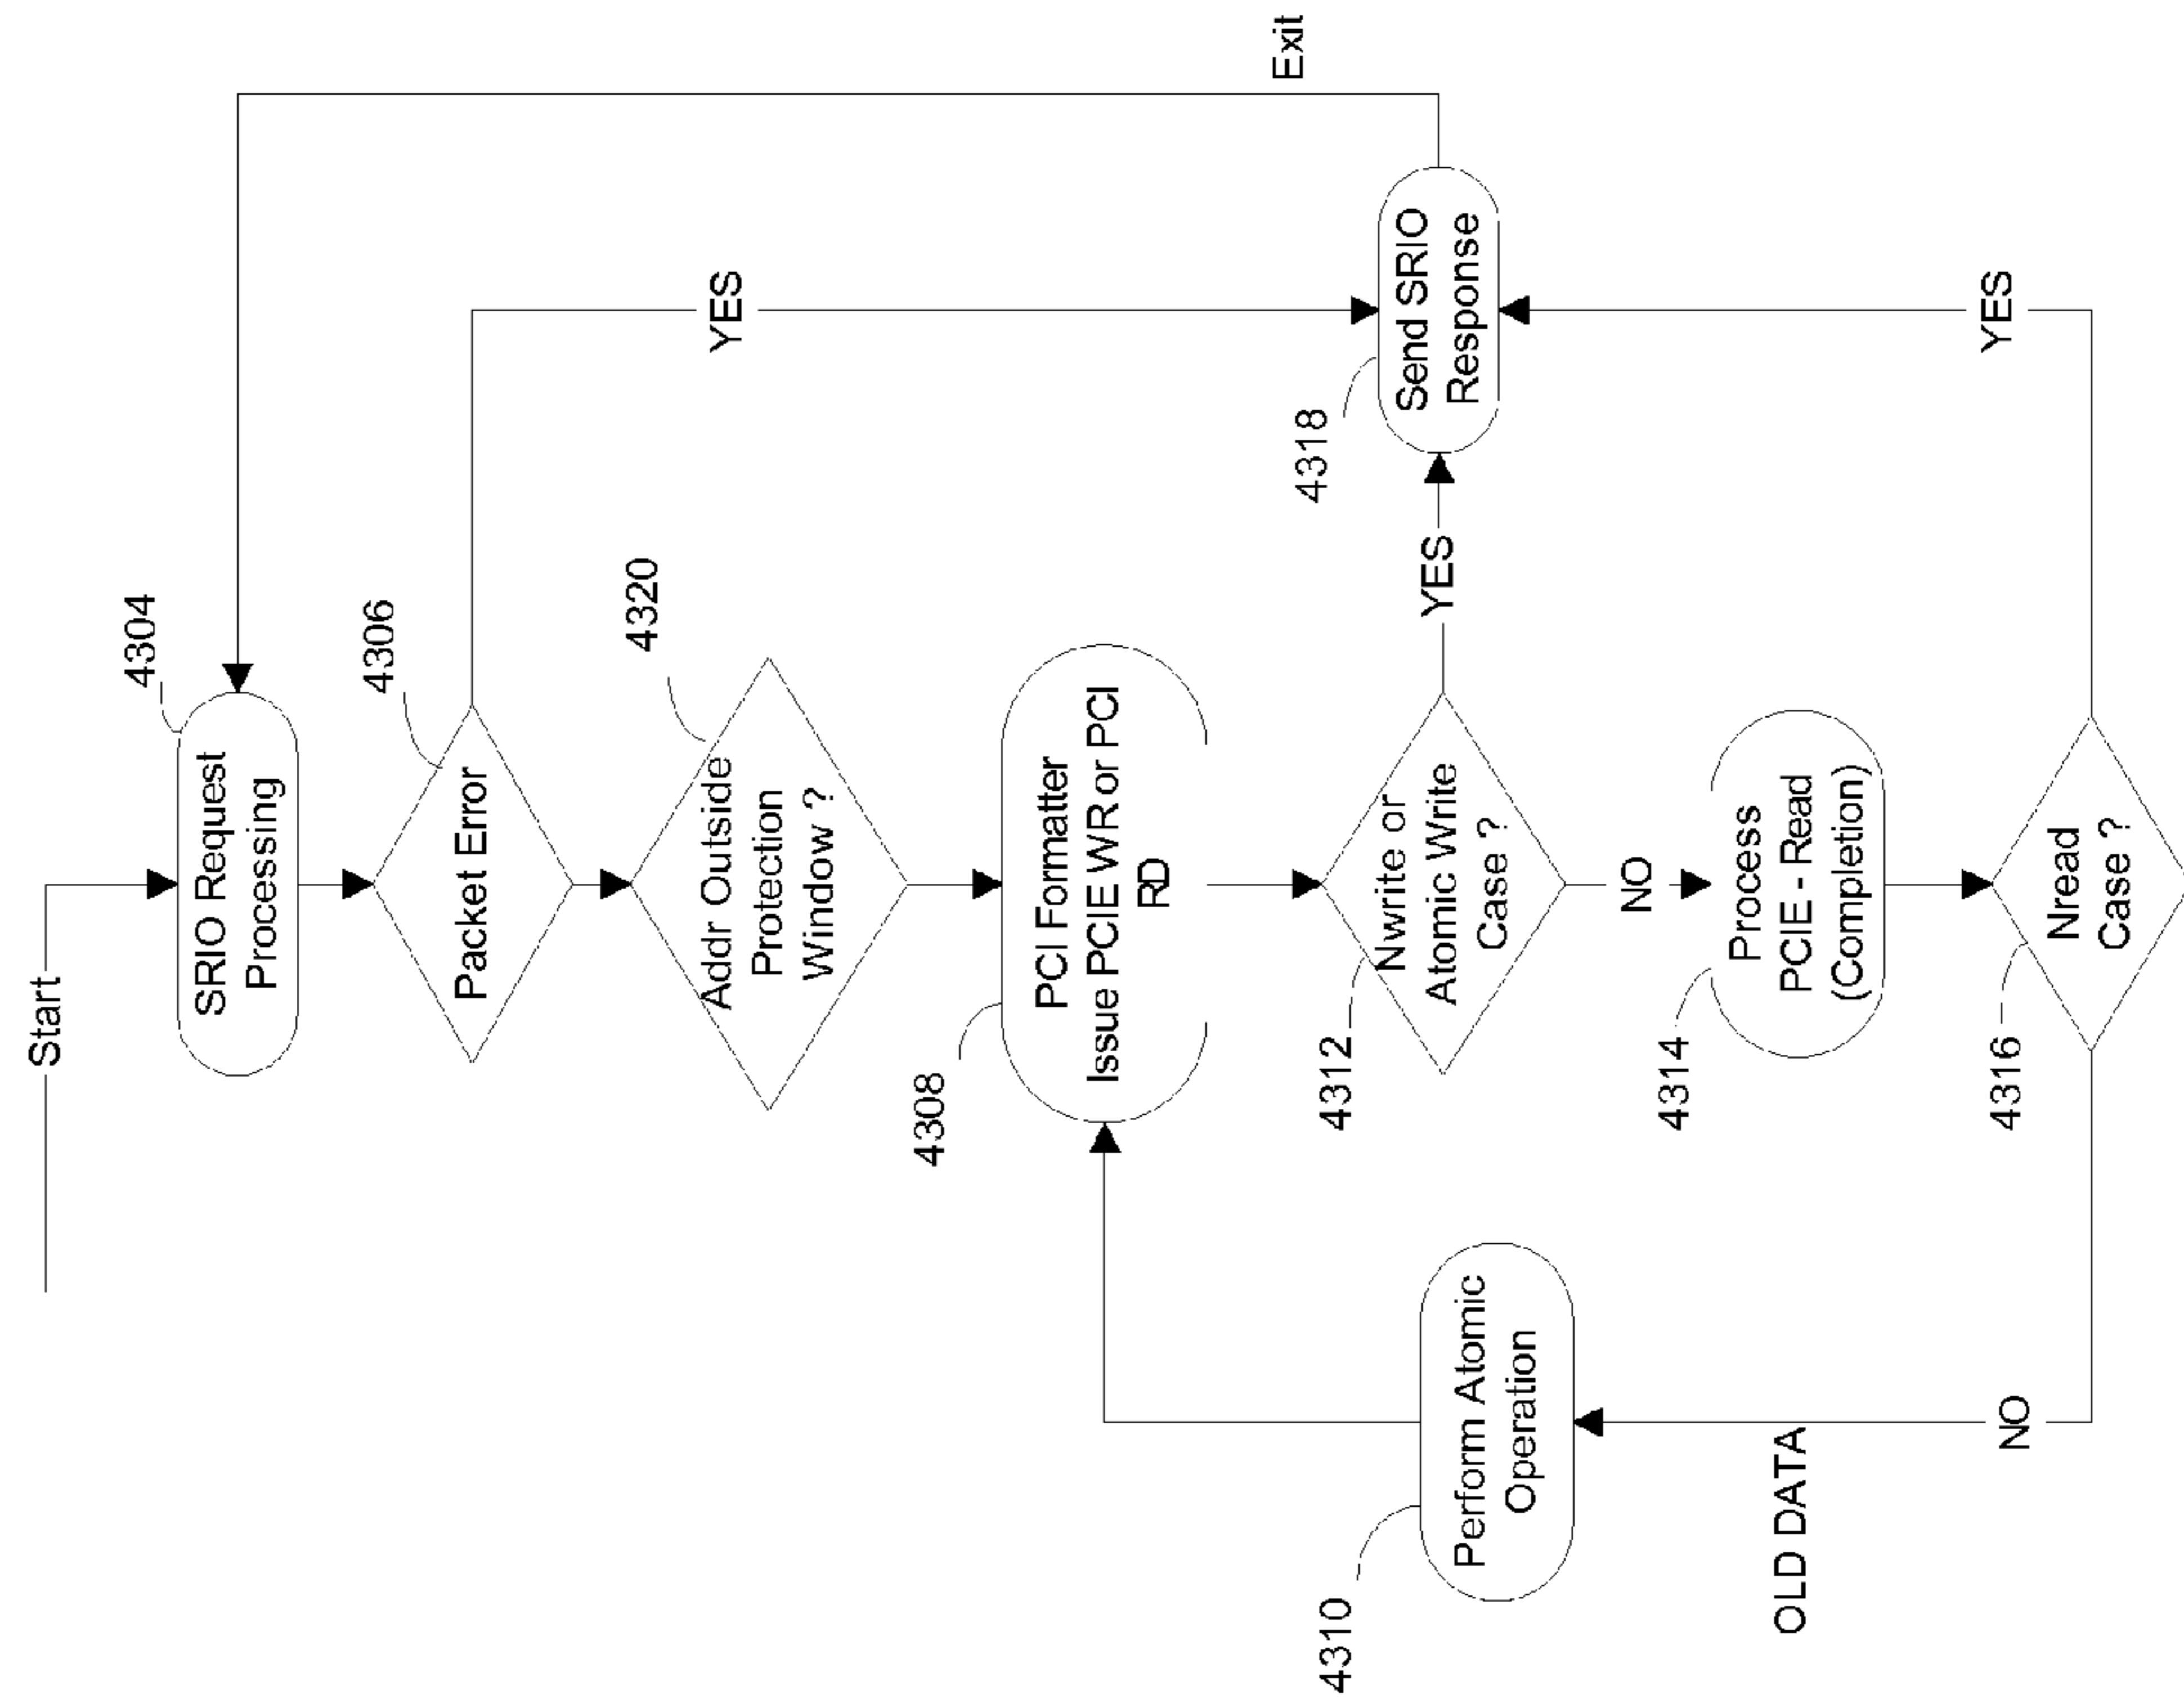 Start
4304
SRIO Request
Processing
4306
Packet Error
YES
4320
Addr Outside
Protection
Window ?
4308
PCI Formatter
Issue PCIE WR or PCI
RD
4312
Nwrite or
Atomic Write
Case ?
YES
4318
Send SRIO
Response
Exit
NO
4314
Process
PCIE - Read
(Completion)
4316
Nread
Case ?
YES
NO
OLD DATA
4310
Perform Atomic
Operation